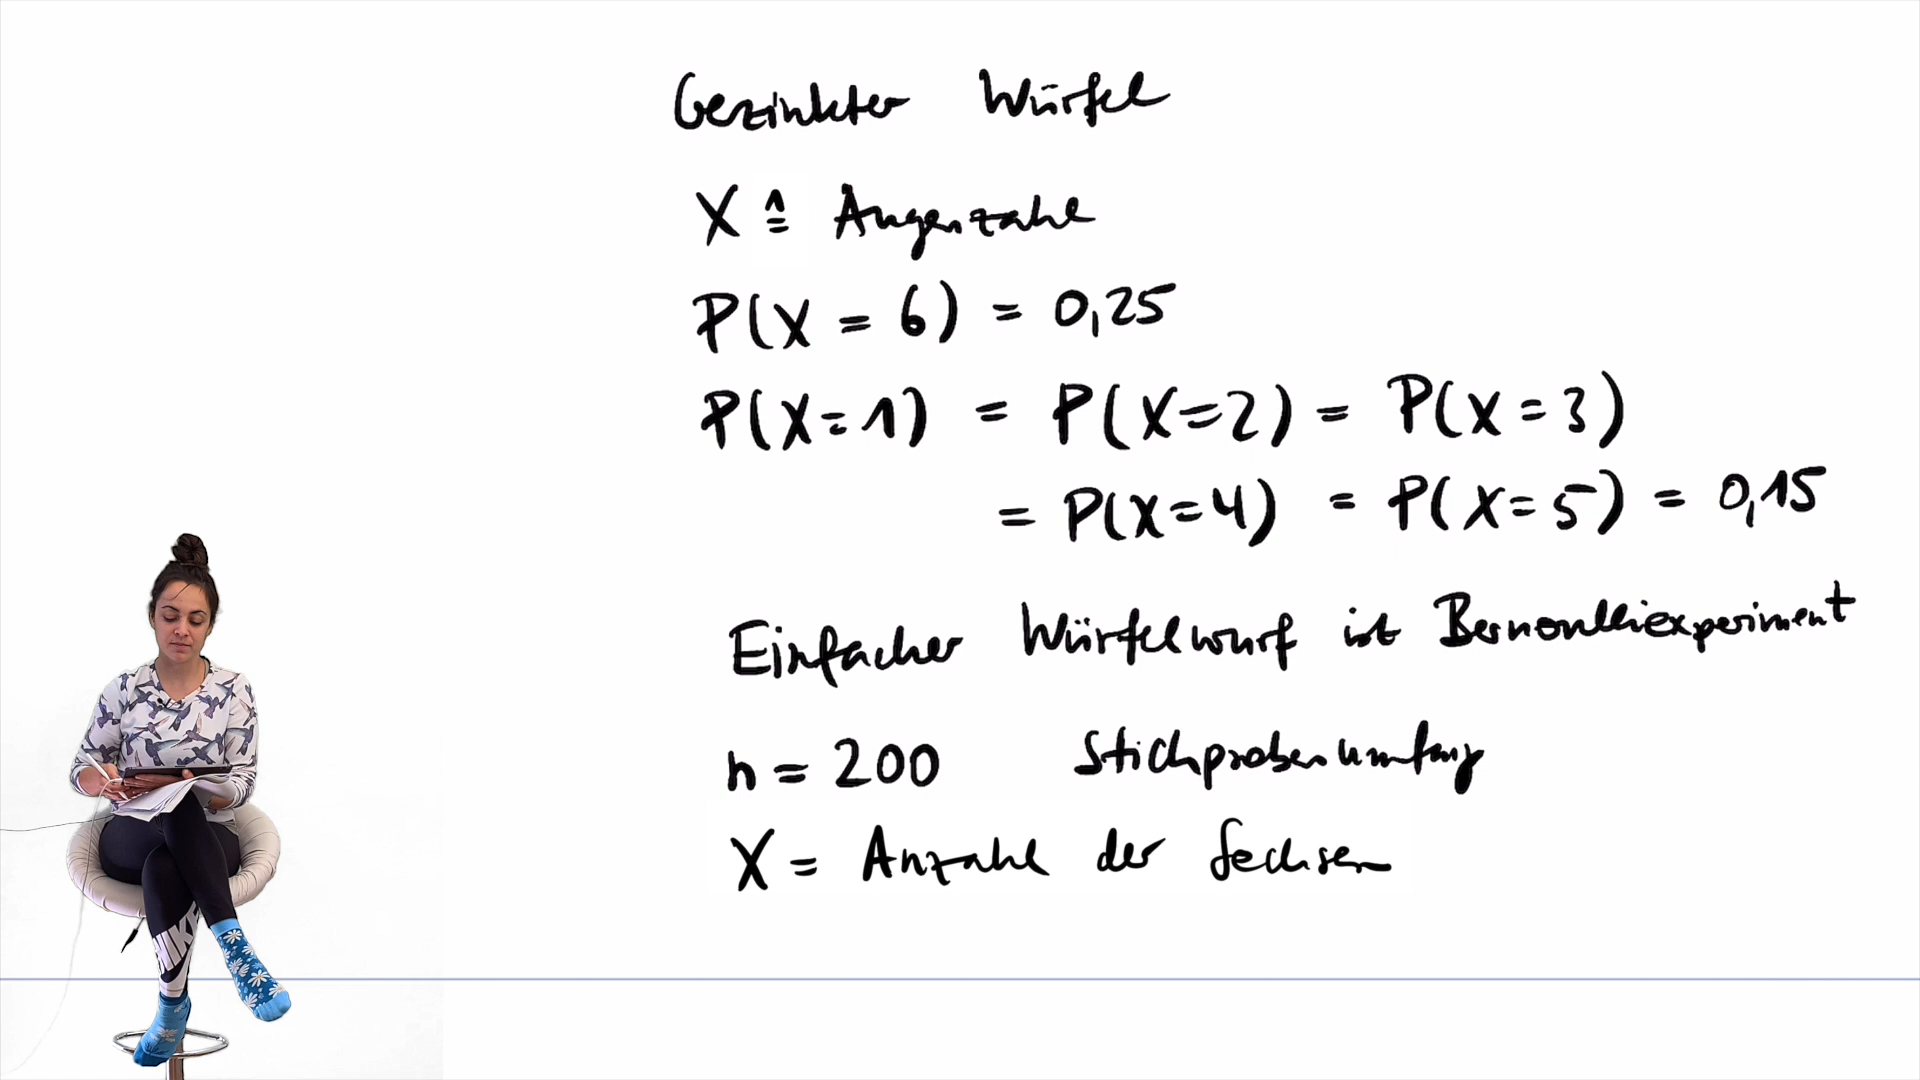 Gezinkter Würfel
X ≙ Augenzahl
P(X = 6) = 0,25
P(X=1) = P(X=2) = P(X=3)
= P(X=4) = P(X=5) = 0,15
Einfacher Würfelwurf ist Bernoulliexperiment
n = 200 Stichprobenumfang
X = Anzahl der Sechsen
NIKE